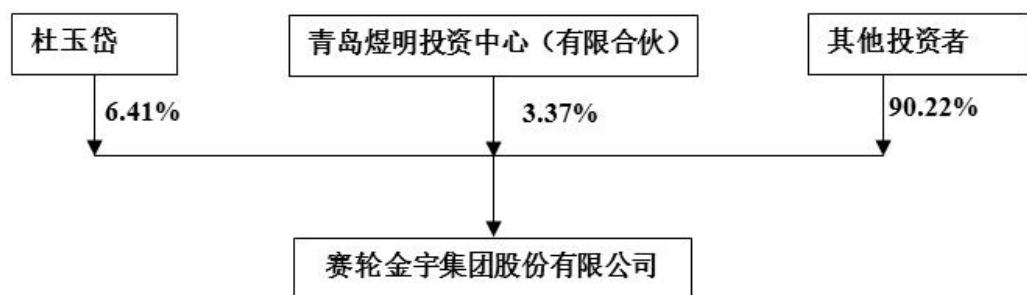 杜玉岱
青岛煜明投资中心（有限合伙）
其他投资者
6.41%
3.37%
90.22%
赛轮金宇集团股份有限公司